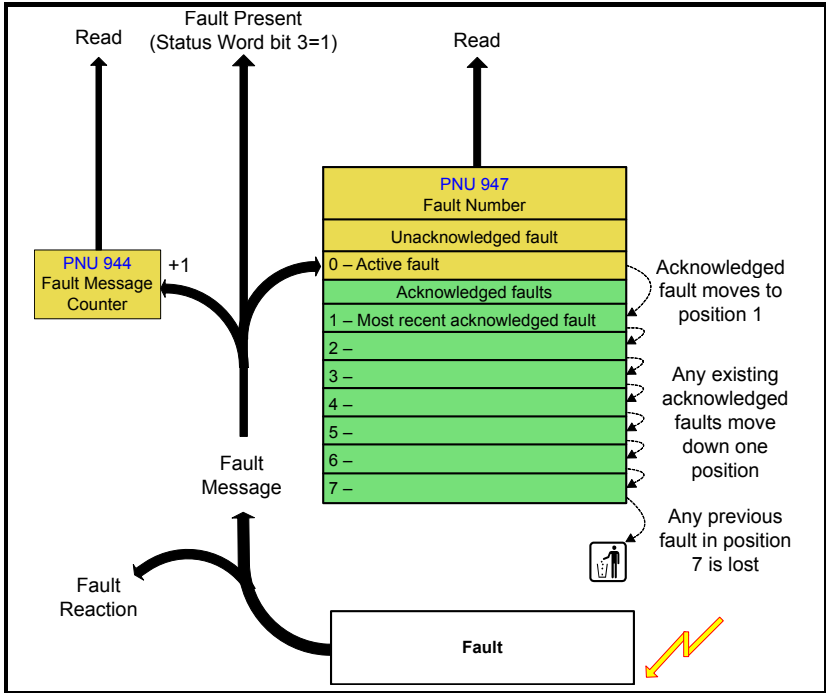 Fault Present
(Status Word bit 3=1)
Read
Read
PNU 947
Fault Number
Unacknowledged fault
0 – Active fault
Acknowledged faults
1 – Most recent acknowledged fault
2 –
3 –
4 –
5 –
6 –
7 –
PNU 944
Fault Message
Counter
+1
Acknowledged
fault moves to
position 1
Any existing
acknowledged
faults move
down one
position
Any previous
fault in position
7 is lost
Fault
Message
Fault
Reaction
Fault